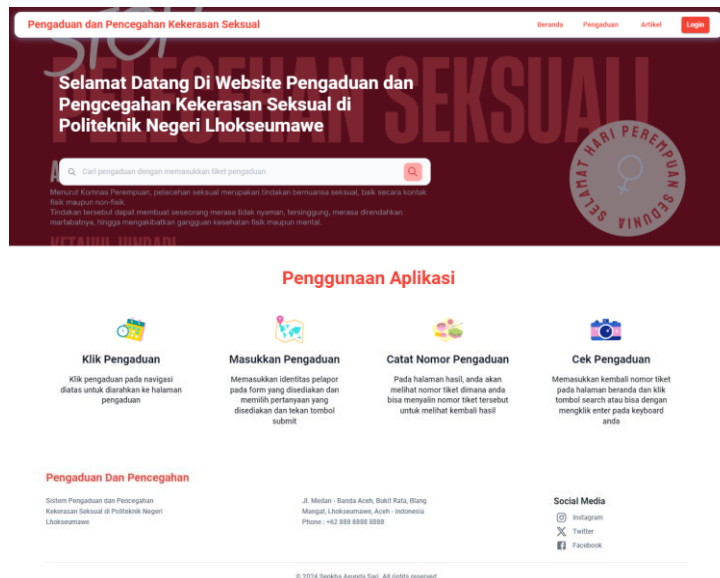 Pengaduan dan Pencegahan Kekerasan Seksual
Beranda
Pengaduan
Artikel
Login
STOP
PELECEHAN SEKSUAL!
Selamat Datang Di Website Pengaduan dan
Pengcegahan Kekerasan Seksual di
Politeknik Negeri Lhokseumawe
Cari pengaduan dengan memasukkan tiket pengaduan
Menurut Komnas Perempuan, pelecehan seksual merupakan tindakan bernuansa seksual, baik secara kontak
fisik maupun non-fisik.
Tindakan tersebut dapat membuat seseorang merasa tidak nyaman, tersinggung, merasa direndahkan
martabatnya, hingga mengakibatkan gangguan kesehatan fisik maupun mental.
SELAMAT HARI PEREMPUAN SEDUNIA
Penggunaan Aplikasi
Klik Pengaduan
Klik pengaduan pada navigasi
diatas untuk diarahkan ke halaman
pengaduan
Masukkan Pengaduan
Memasukkan identitas pelapor
pada form yang disediakan dan
memilih pertanyaan yang
disediakan dan tekan tombol
submit
Catat Nomor Pengaduan
Pada halaman hasil, anda akan
melihat nomor tiket dimana anda
bisa menyalin nomor tiket tersebut
untuk melihat kembali hasil
Cek Pengaduan
Memasukkan kembali nomor tiket
pada halaman beranda dan klik
tombol search atau bisa dengan
mengklik enter pada keyboard
anda
Pengaduan Dan Pencegahan
Sistem Pengaduan dan Pencegahan
Kekerasan Seksual di Politeknik Negeri
Lhokseumawe
Jl. Medan - Banda Aceh, Bukit Rata, Blang
Mangat, Lhokseumawe, Aceh - Indonesia
Phone : +62 888 8888 8888
Social Media
Instagram
Twitter
Facebook
© 2024 Senkha Ayunda Sari. All rights reserved